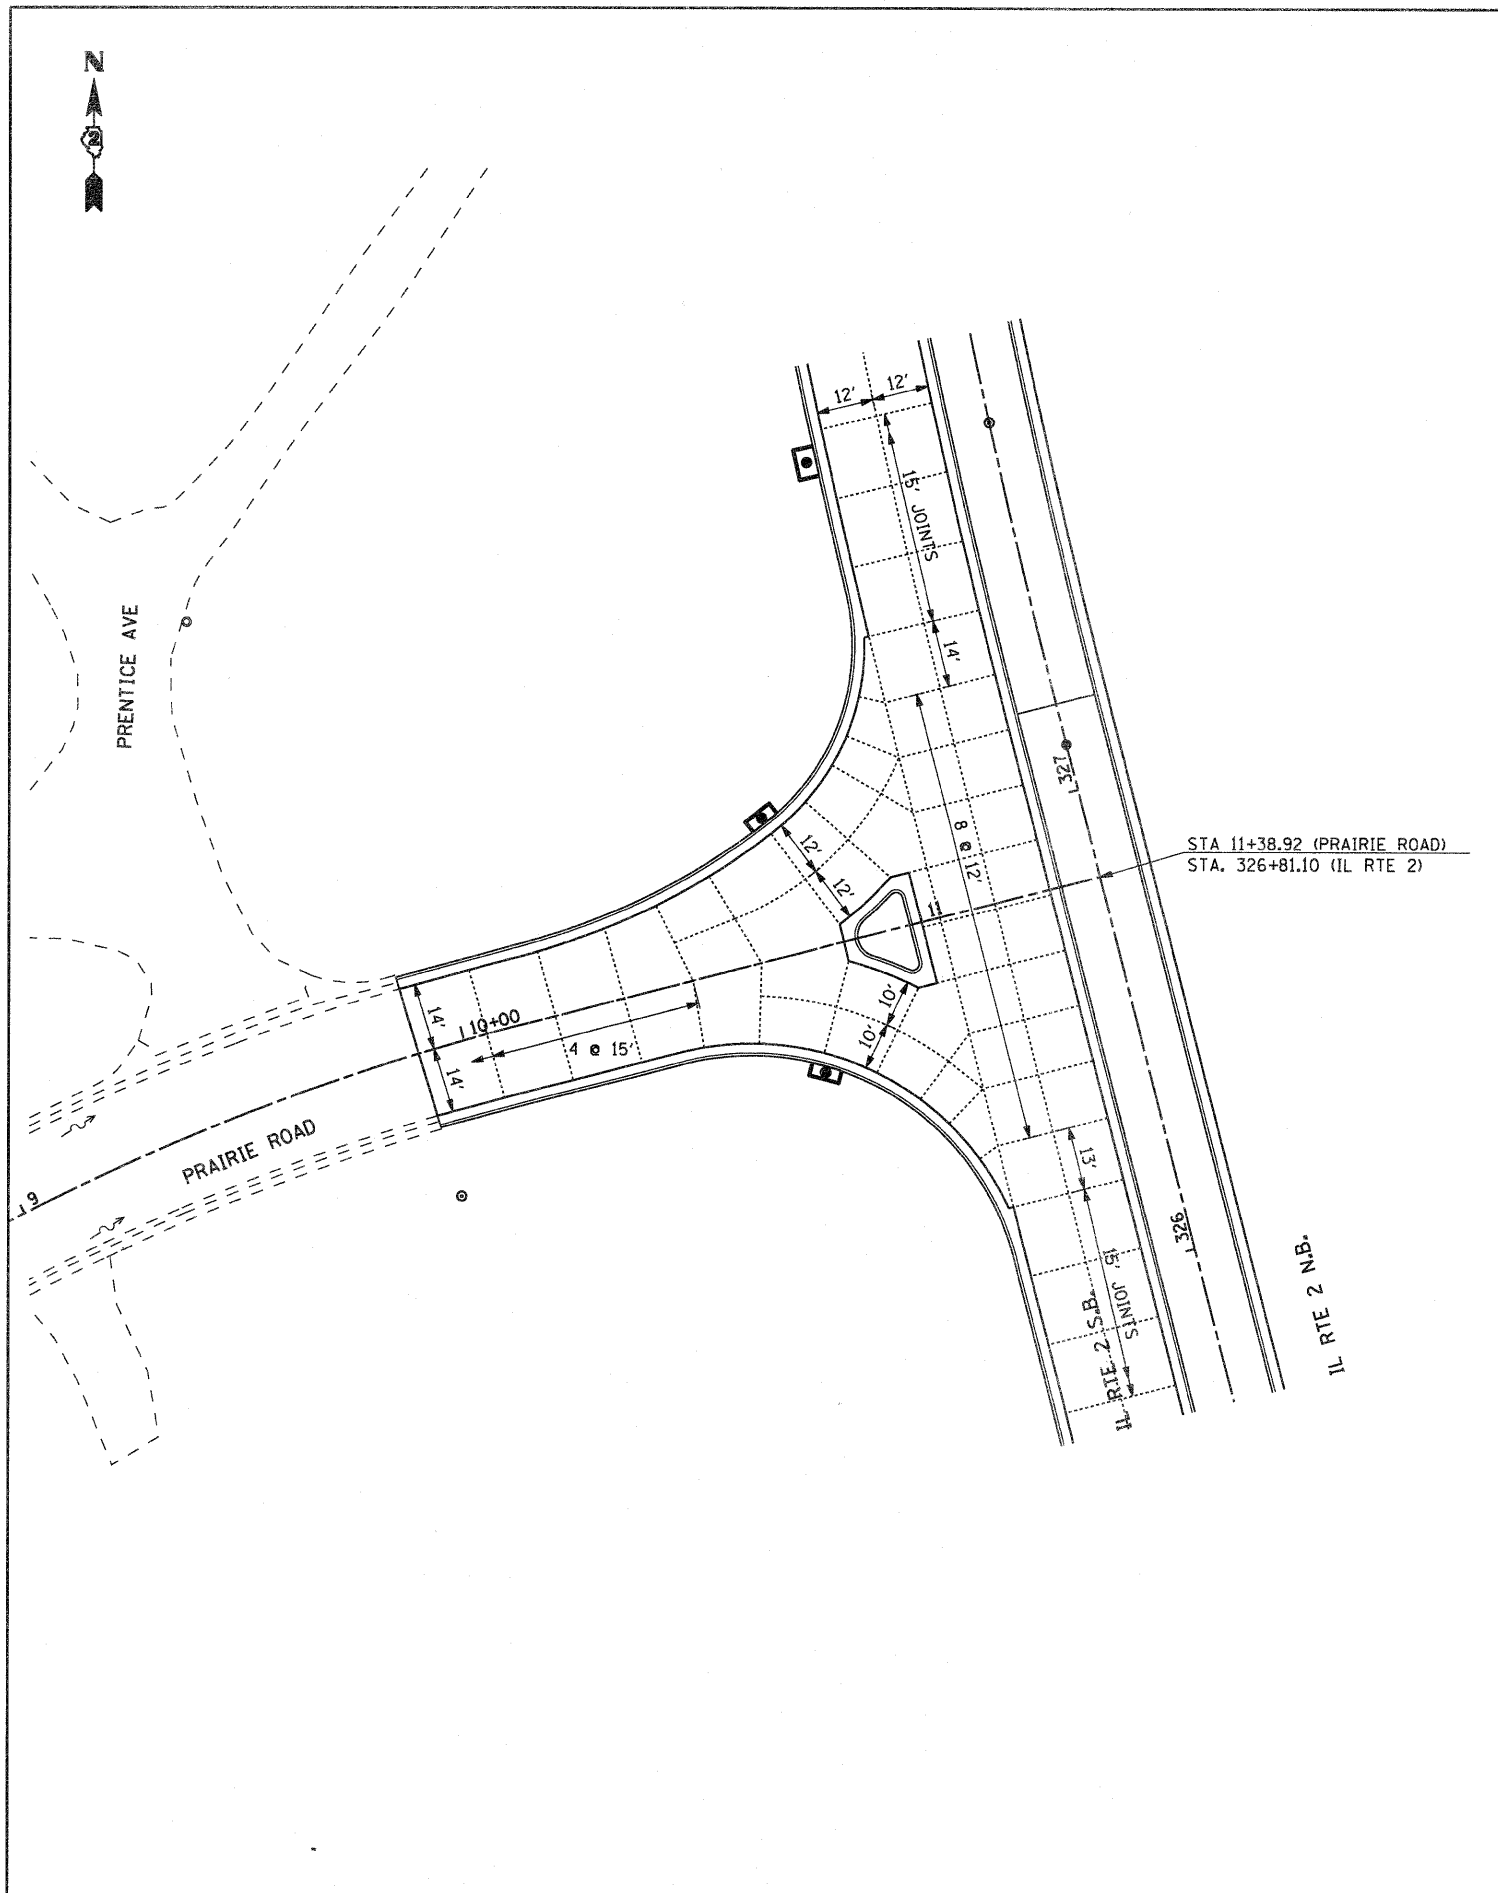 N
2
12'
12'
15' JOINTS
14'
PRENTICE AVE
327
8 @ 12'
STA 11+38.92 (PRAIRIE ROAD)
STA. 326+81.10 (IL RTE 2)
12'
12'
11
10'
10'
14'
10+00
4 @ 15'
14'
PRAIRIE ROAD
9
13'
326
15' JOINTS
IL RTE 2 S.B.
IL RTE 2 N.B.